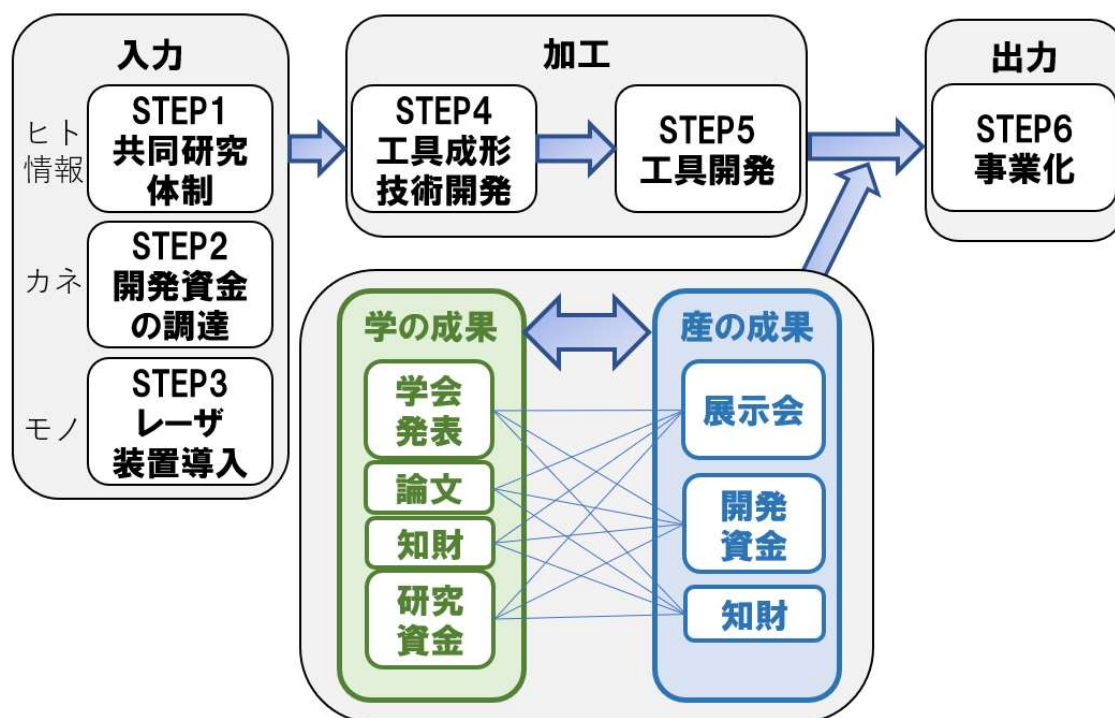 入力
ヒト
情報
STEP1
共同研究
体制
カネ
STEP2
開発資金
の調達
モノ
STEP3
レーザ
装置導入
加工
STEP4
工具成形
技術開発
STEP5
工具開発
出力
STEP6
事業化
学の成果
学会
発表
論文
知財
研究
資金
産の成果
展示会
開発
資金
知財